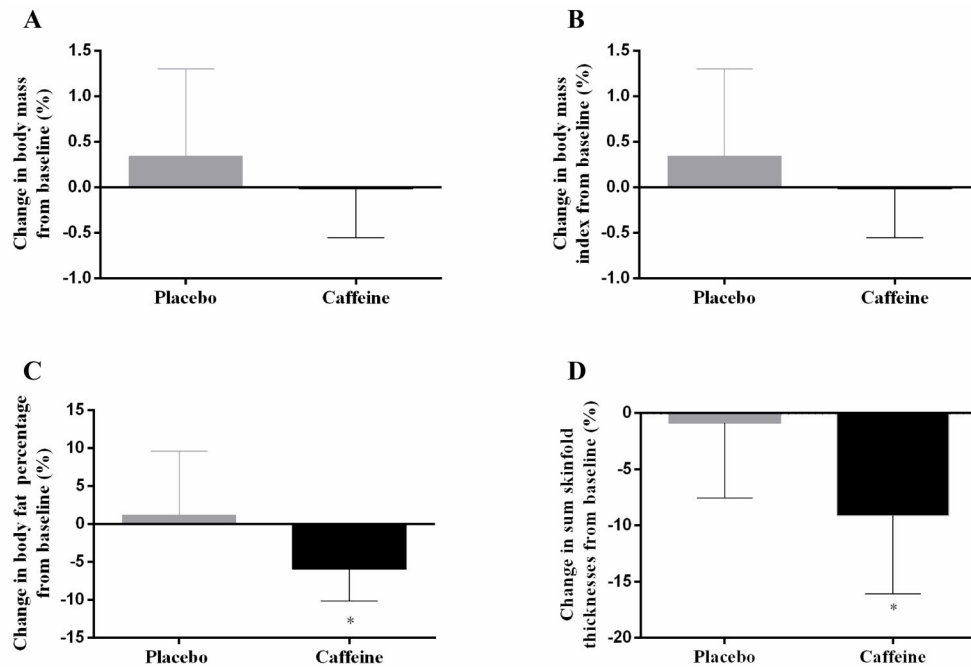 A
Change in body mass
from baseline (%)
1.5
1.0
0.5
0.0
-0.5
-1.0
Placebo
Caffeine
B
Change in body mass
index from baseline (%)
1.5
1.0
0.5
0.0
-0.5
-1.0
Placebo
Caffeine
C
Change in body fat percentage
from baseline (%)
15
10
5
0
-5
-10
-15
*
Placebo
Caffeine
D
Change in sum skinfold
thicknesses from baseline (%)
0
-5
-10
-15
-20
*
Placebo
Caffeine